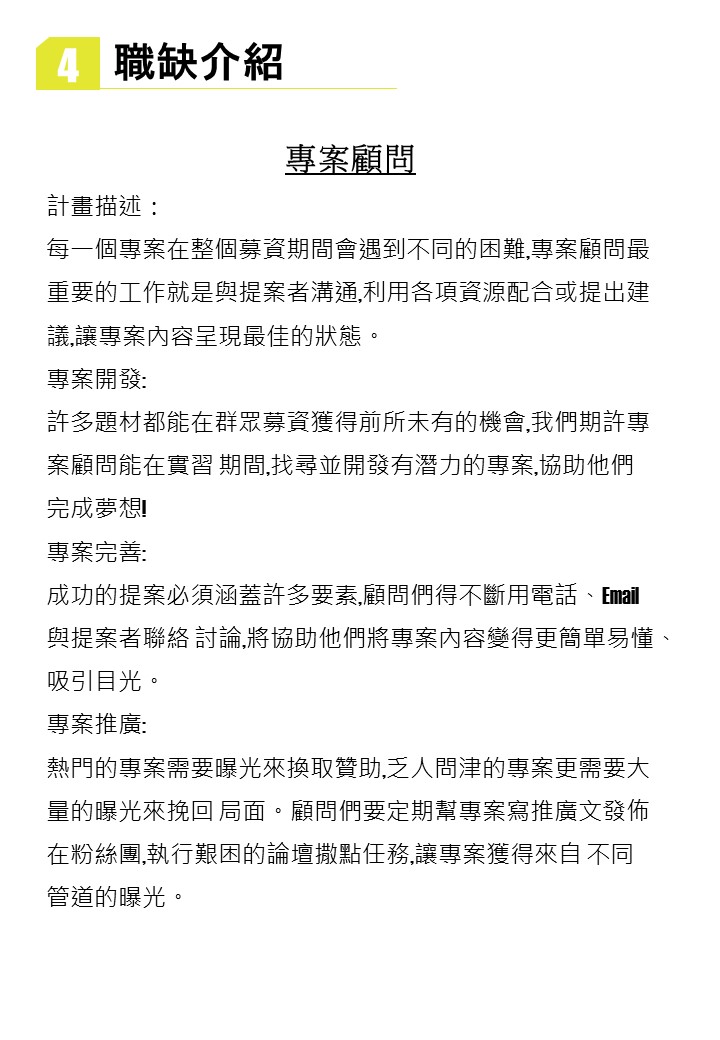 4 職缺介紹
專案顧問
計畫描述：
每一個專案在整個募資期間會遇到不同的困難,專案顧問最
重要的工作就是與提案者溝通,利用各項資源配合或提出建
議,讓專案內容呈現最佳的狀態。
專案開發:
許多題材都能在群眾募資獲得前所未有的機會,我們期許專
案顧問能在實習 期間,找尋並開發有潛力的專案,協助他們
完成夢想!
專案完善:
成功的提案必須涵蓋許多要素,顧問們得不斷用電話、Email
與提案者聯絡 討論,將協助他們將專案內容變得更簡單易懂、
吸引目光。
專案推廣:
熱門的專案需要曝光來換取贊助,乏人問津的專案更需要大
量的曝光來挽回 局面。顧問們要定期幫專案寫推廣文發佈
在粉絲團,執行艱困的論壇撒點任務,讓專案獲得來自 不同
管道的曝光。